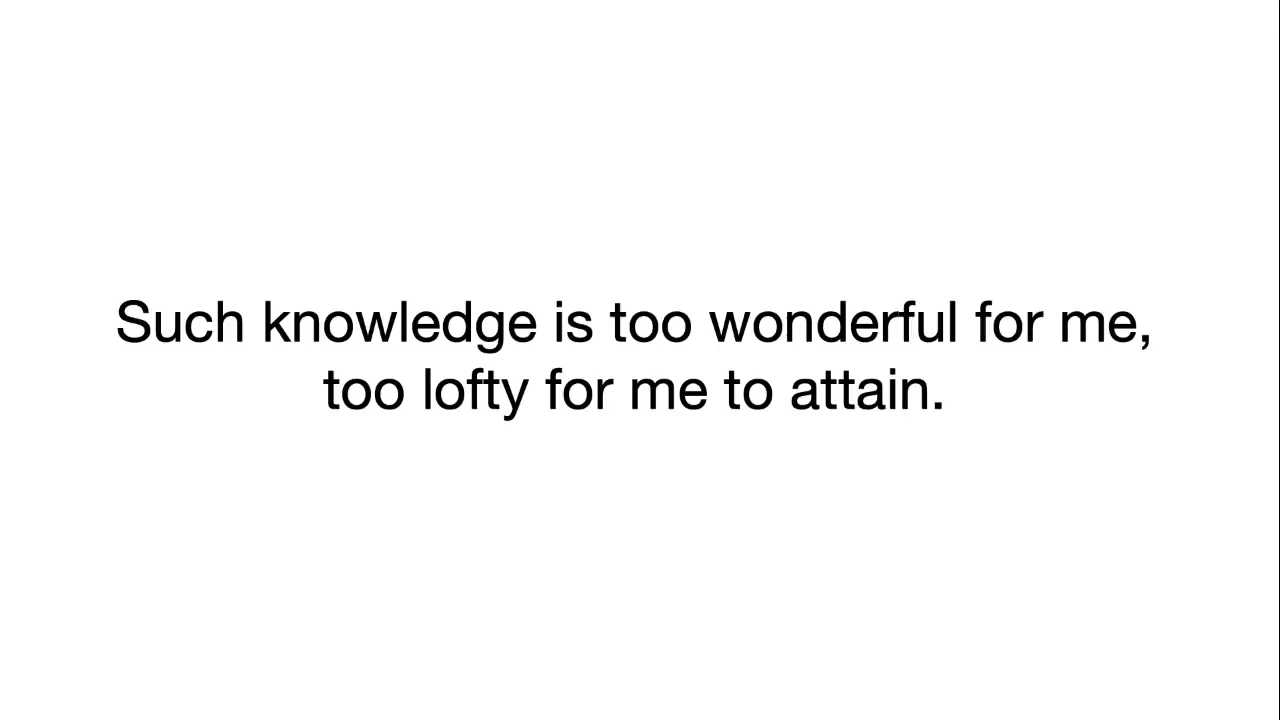 Such knowledge is too wonderful for me,
too lofty for me to attain.